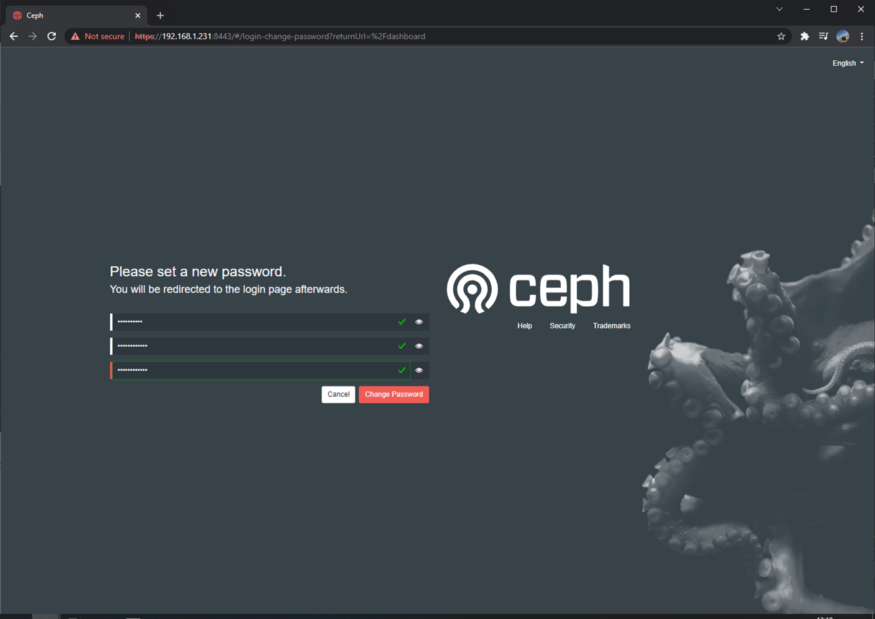 Ceph
Not secure
https://192.168.1.231:8443/#/login-change-password?returnUrl=%2Fdashboard
English
Please set a new password.
You will be redirected to the login page afterwards.
ceph
Help Security Trademarks
Cancel Change Password